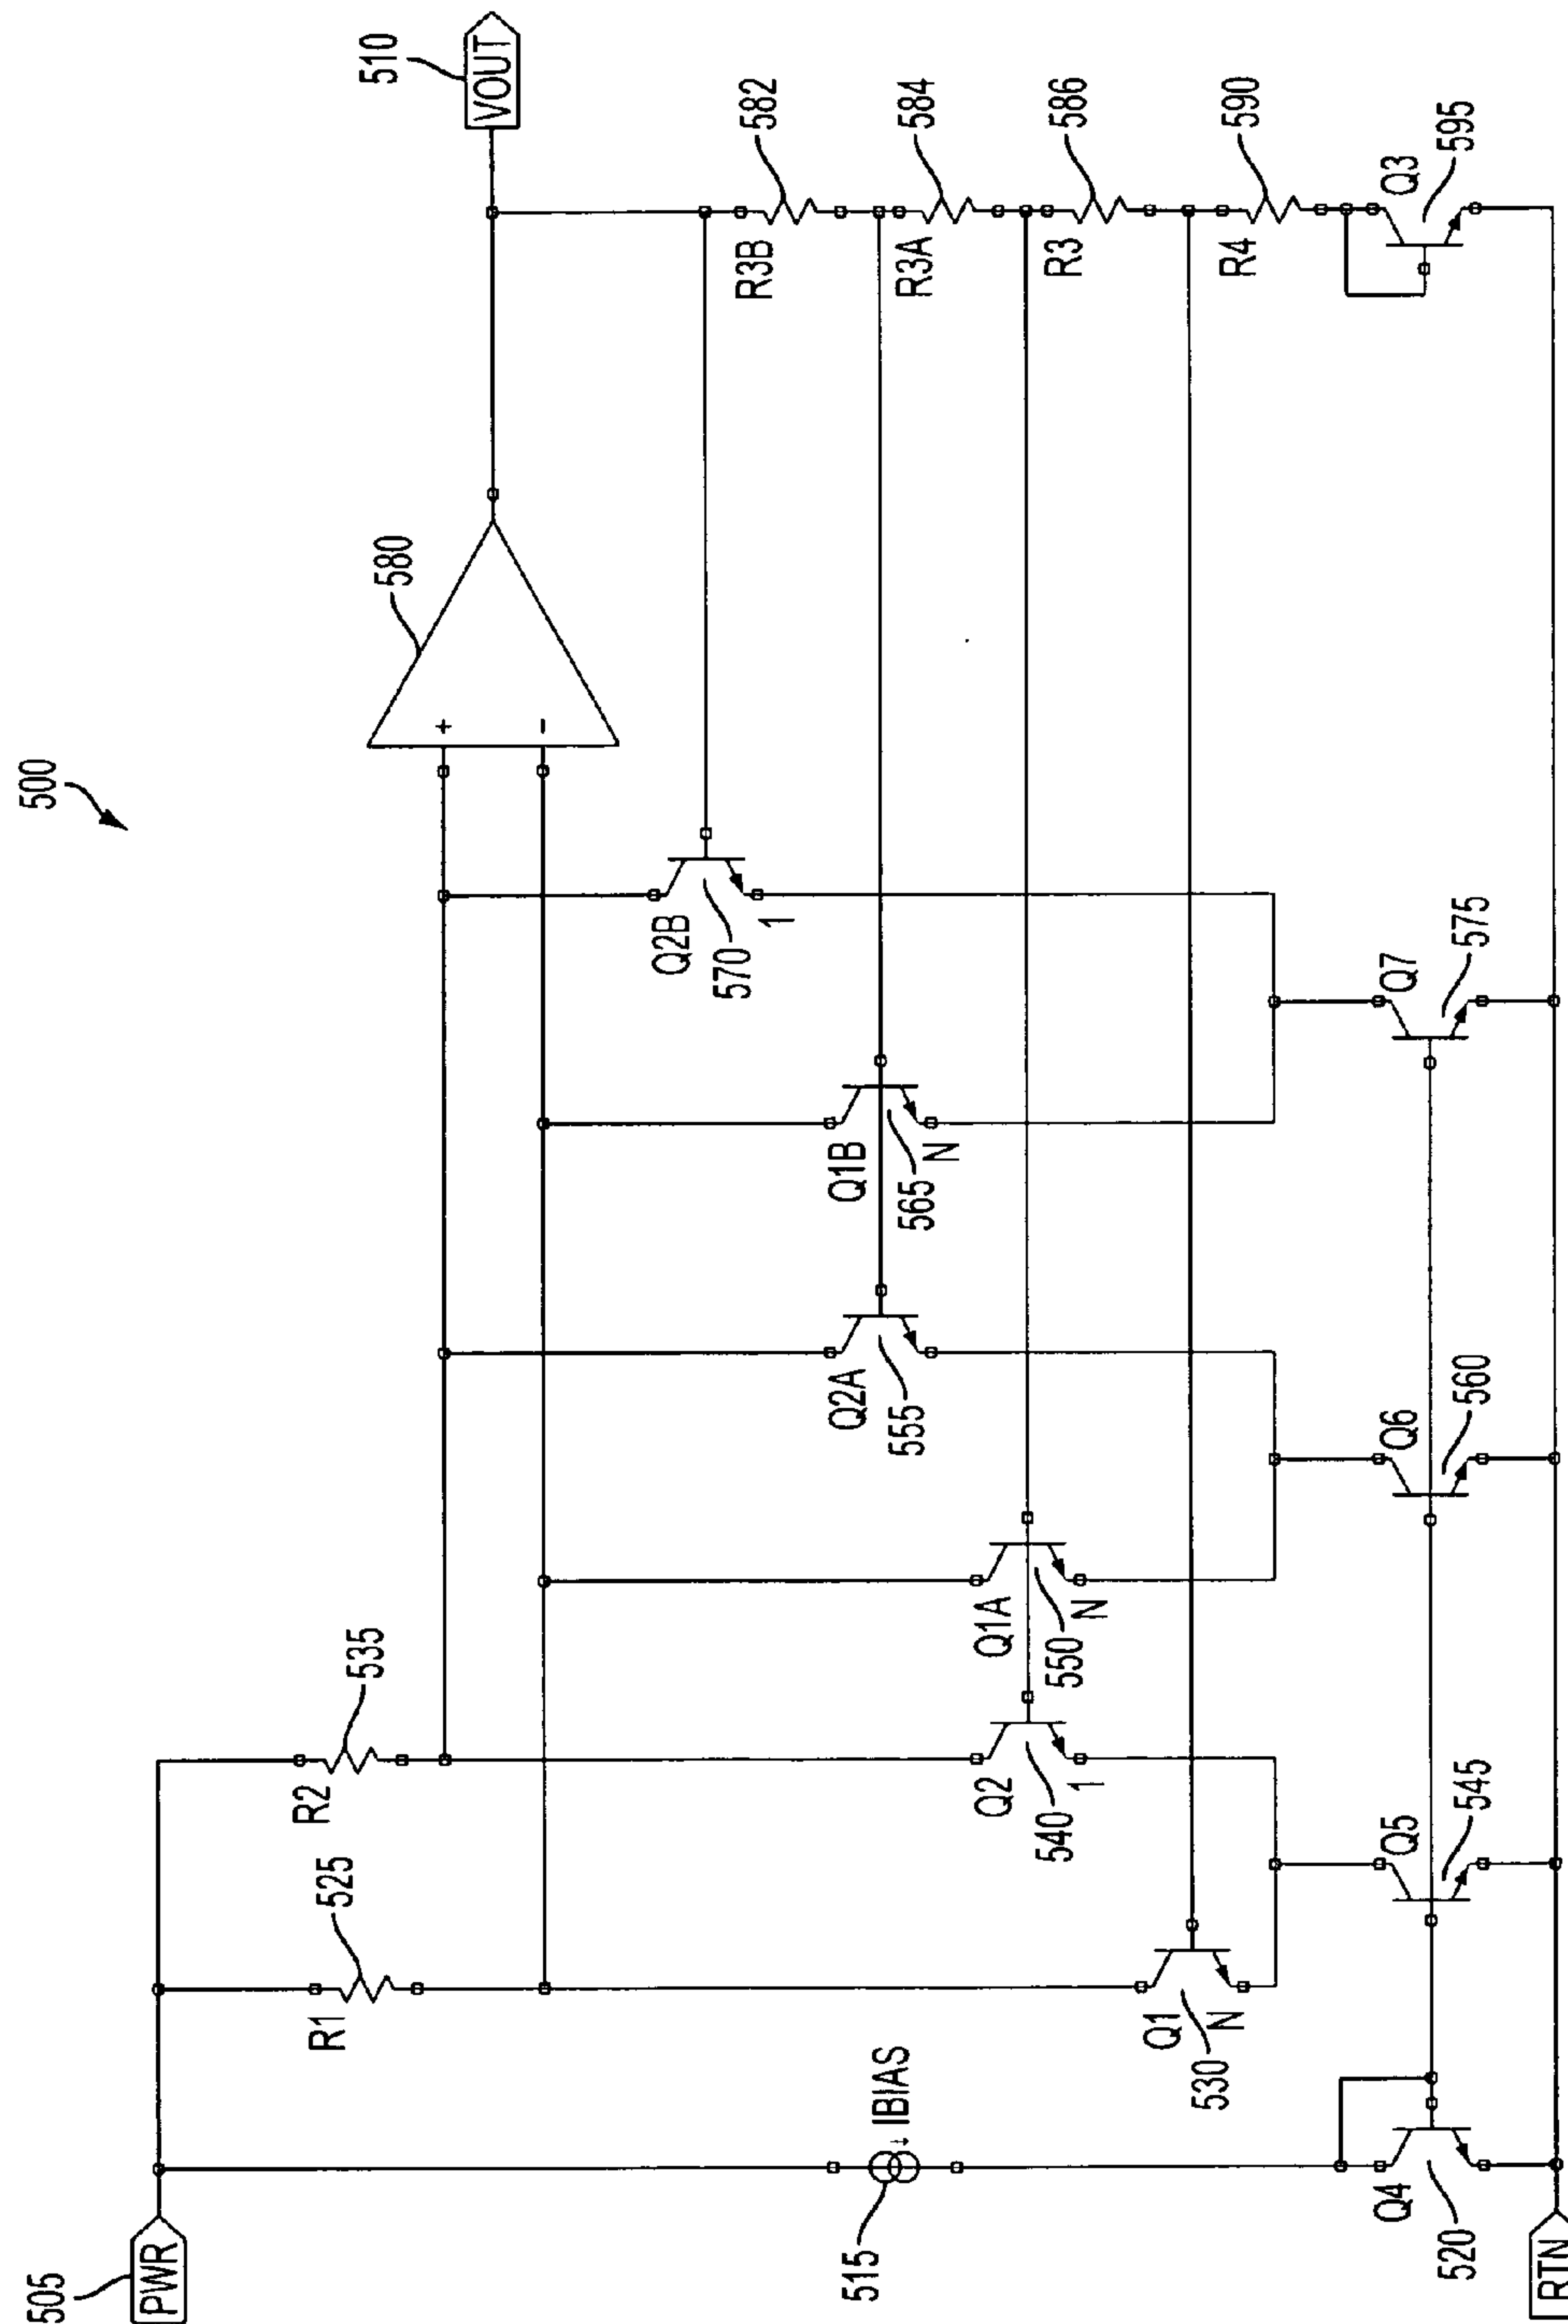 500
505
PWR
510
VOUT
580
+
-
R1
525
R2
535
515
IBIAS
Q2B
570
1
R3B
582
Q2A
555
Q1B
565
N
R3A
584
Q2
540
1
Q1A
550
N
R3
586
Q1
530
N
R4
590
Q4
520
Q5
545
Q6
560
Q7
575
Q3
595
RTN